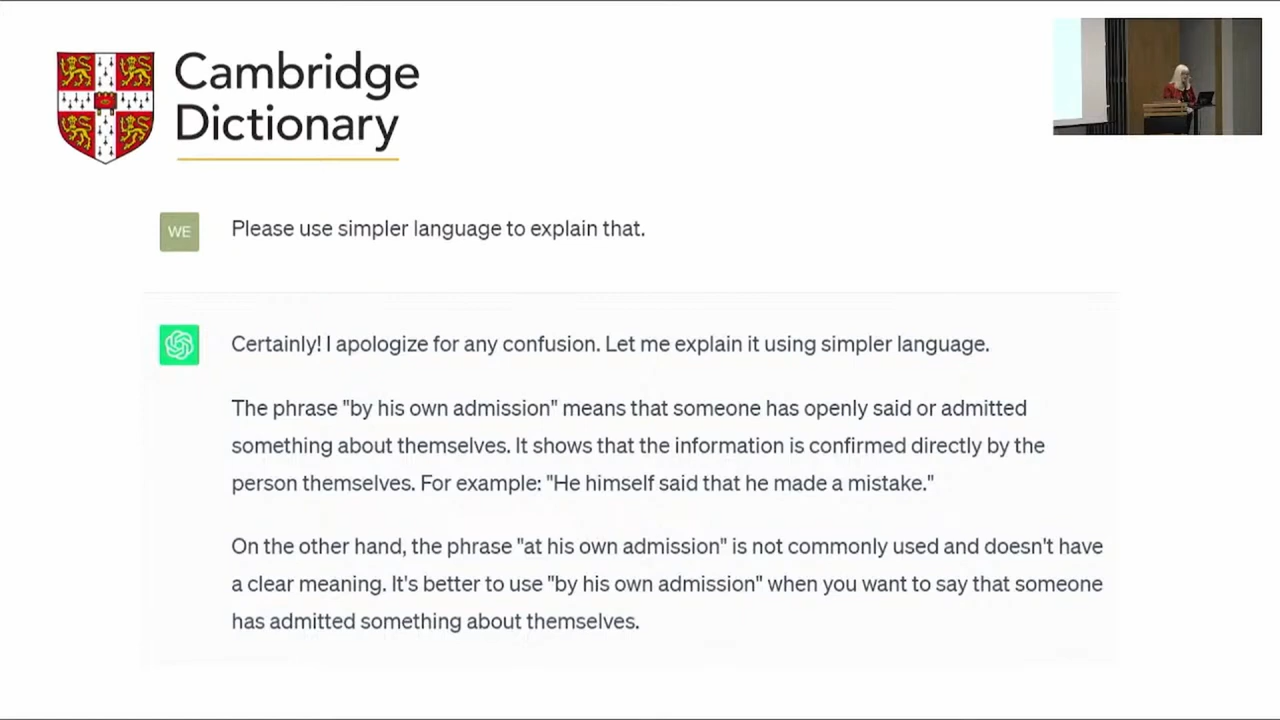 Cambridge
Dictionary
WE
Please use simpler language to explain that.
Certainly! I apologize for any confusion. Let me explain it using simpler language.
The phrase "by his own admission" means that someone has openly said or admitted
something about themselves. It shows that the information is confirmed directly by the
person themselves. For example: "He himself said that he made a mistake."
On the other hand, the phrase "at his own admission" is not commonly used and doesn't have
a clear meaning. It's better to use "by his own admission" when you want to say that someone
has admitted something about themselves.